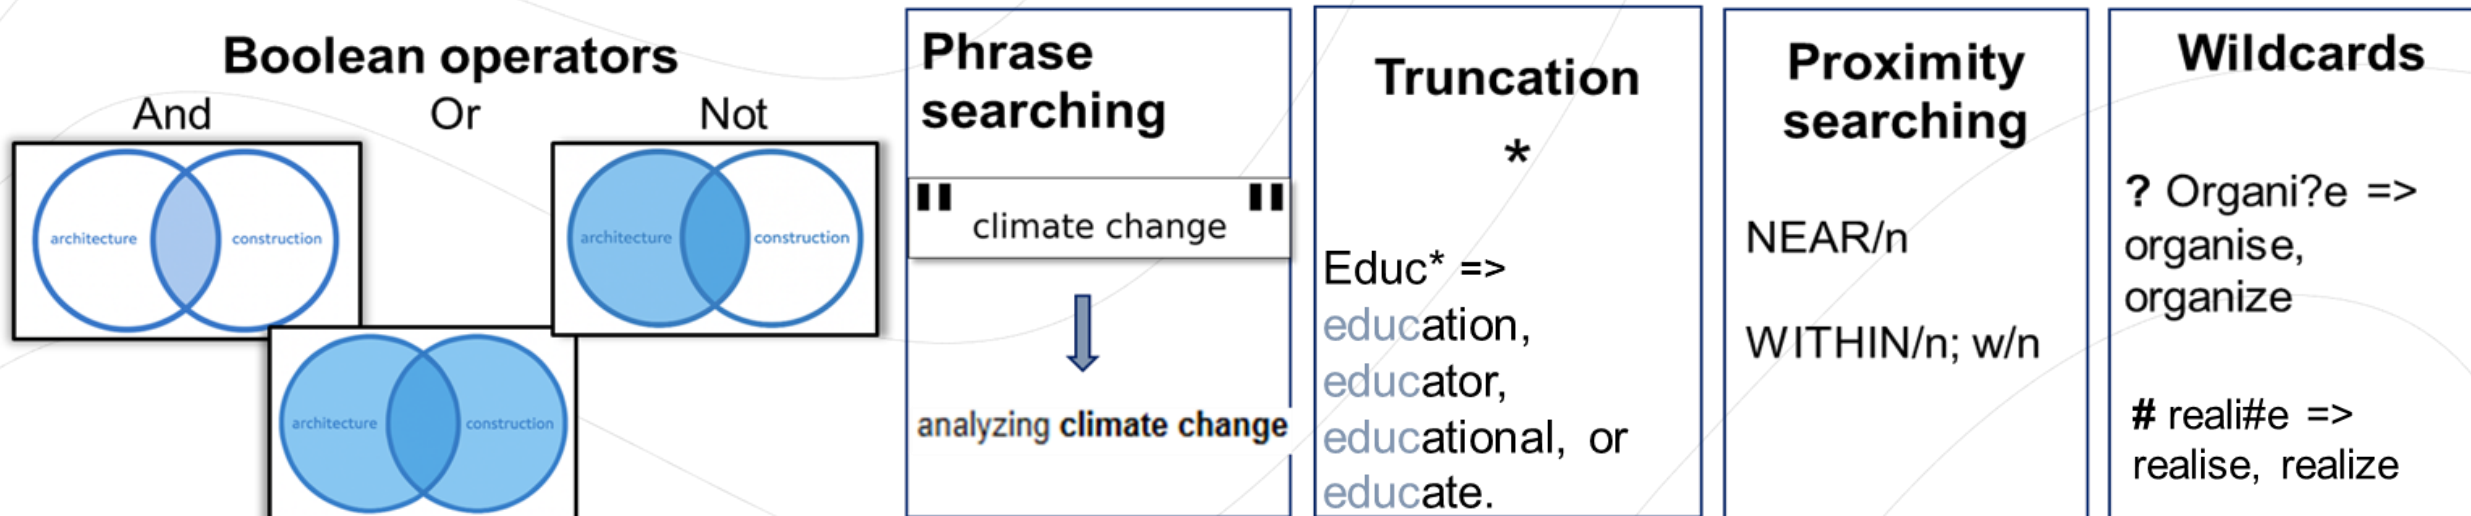 Boolean operators
And Or Not
architecture construction
architecture construction
architecture construction
Phrase
searching
" climate change "
analyzing climate change
Truncation
*
Educ* =>
education,
educator,
educational, or
educate.
Proximity
searching
NEAR/n
WITHIN/n; w/n
Wildcards
? Organi?e =>
organise,
organize
# reali#e =>
realise, realize